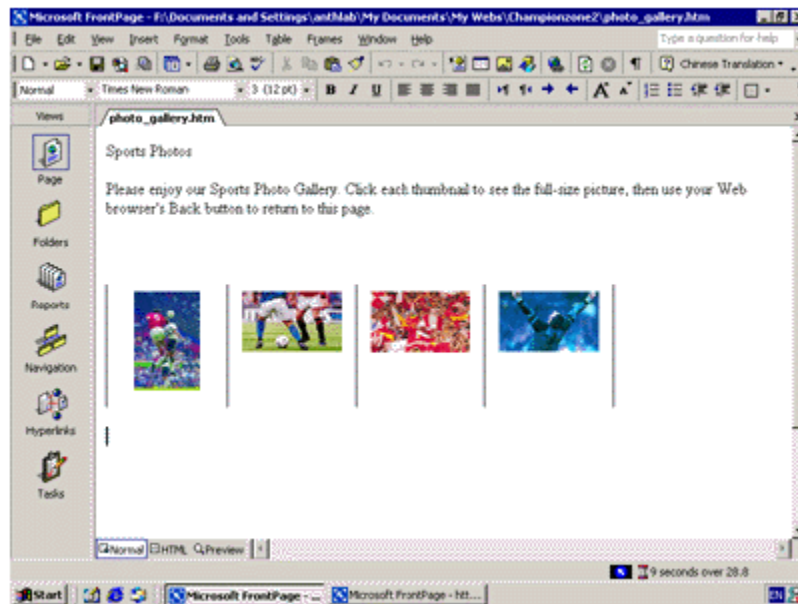 Microsoft FrontPage - F:\Documents and Settings\anthlab\My Documents\My Webs\Championzone2\photo_gallery.htm
File Edit View Insert Format Tools Table Frames Window Help
Type a question for help
Chinese Translation
Normal Times New Roman 3 (12 pt) B I U
Views
photo_gallery.htm
Sports Photos
Page
Please enjoy our Sports Photo Gallery. Click each thumbnail to see the full-size picture, then use your Web
browser's Back button to return to this page.
Folders
Reports
Navigation
Hyperlinks
Tasks
Normal HTML Preview
9 seconds over 28.8
Start Microsoft FrontPage - ... Microsoft FrontPage - htt... EN